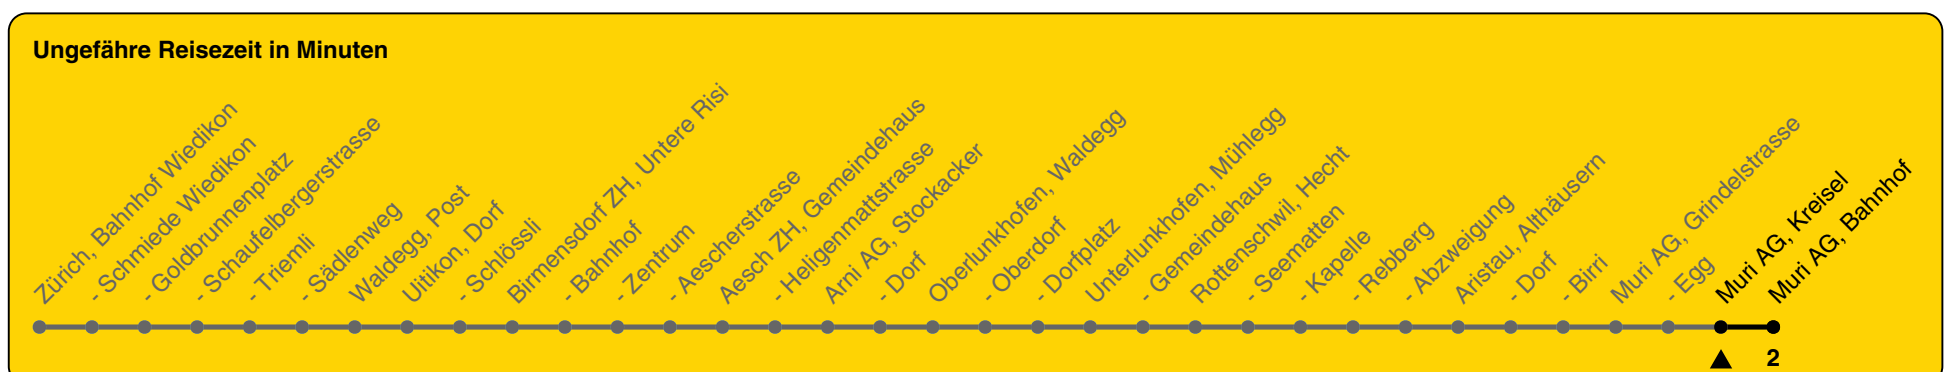 Ungefähre Reisezeit in Minuten
Zürich, Bahnhof Wiedikon
- Schmiede Wiedikon
- Goldbrunnenplatz
- Schaufelbergerstrasse
- Triemli
- Sädlenweg
Waldegg, Post
Uitikon, Dorf
- Schlössli
Birmensdorf ZH, Untere Risi
- Bahnhof
- Zentrum
- Aescherstrasse
Aesch ZH, Gemeindehaus
- Heligenmattstrasse
Arni AG, Stockacker
- Dorf
Oberlunkhofen, Waldegg
- Oberdorf
- Dorfplatz
Unterlunkhofen, Mühlegg
- Gemeindehaus
Rottenschwil, Hecht
- Seematten
- Kapelle
- Rebberg
- Abzweigung
Aristau, Althäusern
- Dorf
- Birri
Muri AG, Grindelstrasse
- Egg
Muri AG, Kreisel
Muri AG, Bahnhof
2